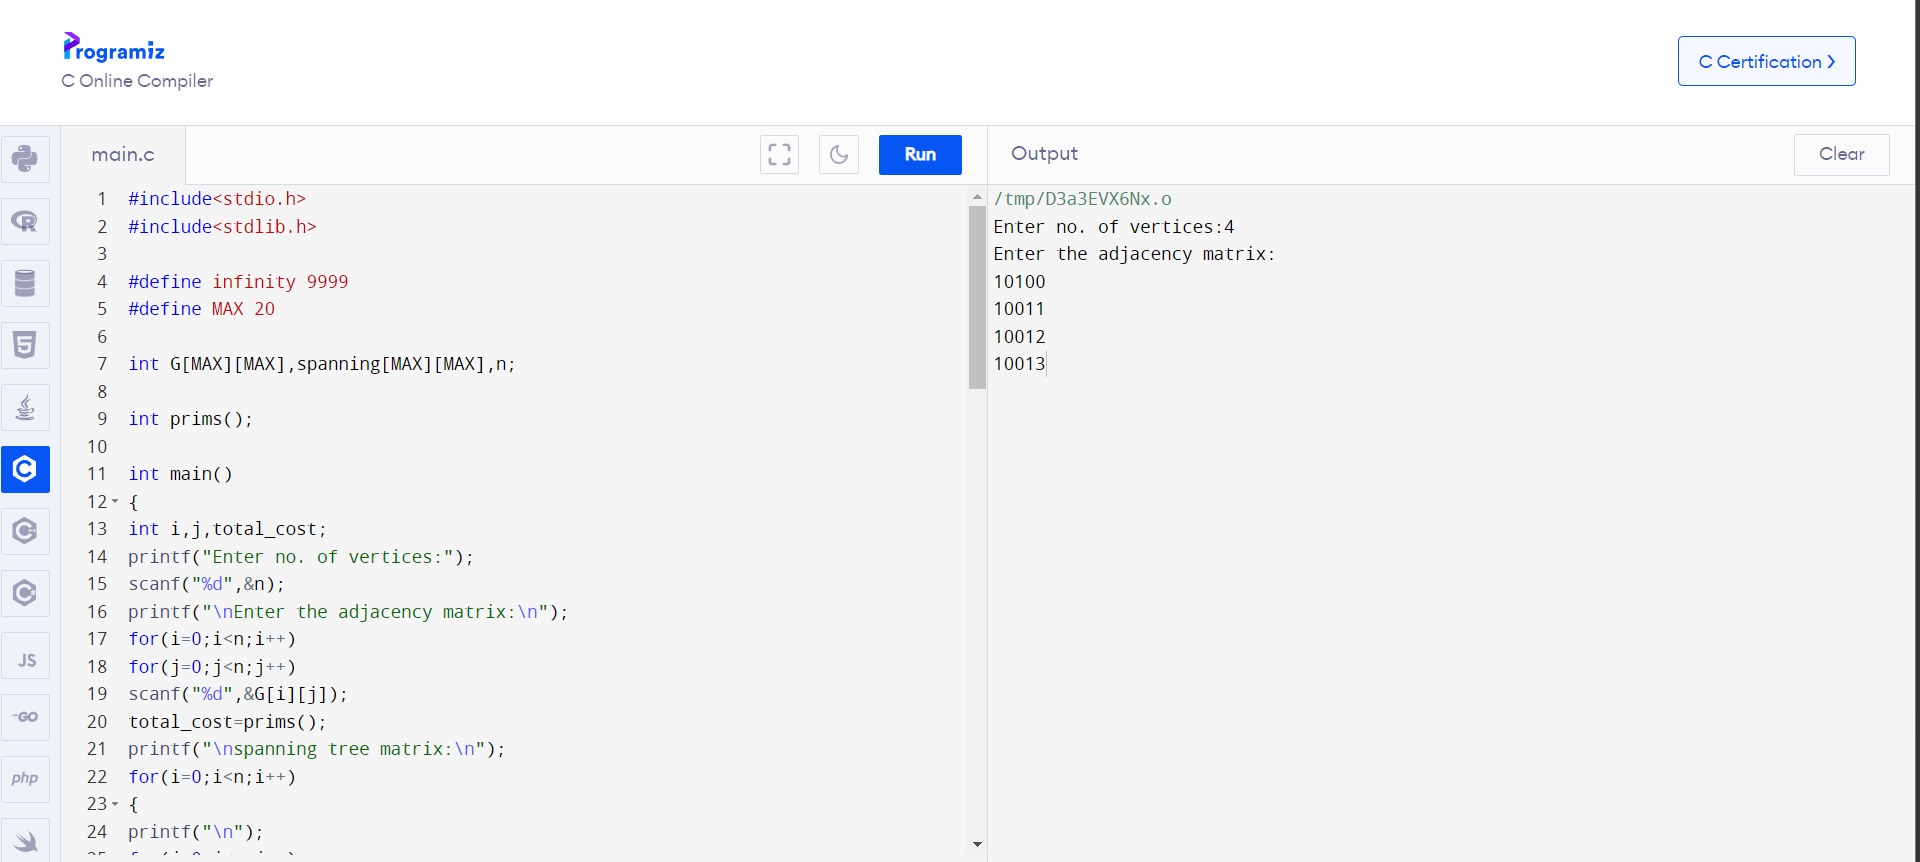 Programiz
C Online Compiler
C Certification
main.c
Run
Output
Clear
1 #include<stdio.h>
2 #include<stdlib.h>
3
4 #define infinity 9999
5 #define MAX 20
6
7 int G[MAX][MAX],spanning[MAX][MAX],n;
8
9 int prims();
10
11 int main()
12 {
13 int i,j,total_cost;
14 printf("Enter no. of vertices:");
15 scanf("%d",&n);
16 printf("\nEnter the adjacency matrix:\n");
17 for(i=0;i<n;i++)
18 for(j=0;j<n;j++)
19 scanf("%d",&G[i][j]);
20 total_cost=prims();
21 printf("\nspanning tree matrix:\n");
22 for(i=0;i<n;i++)
23 {
24 printf("\n");
/tmp/D3a3EVX6Nx.o
Enter no. of vertices:4
Enter the adjacency matrix:
10100
10011
10012
10013
R
5
C
C
C
JS
GO
php